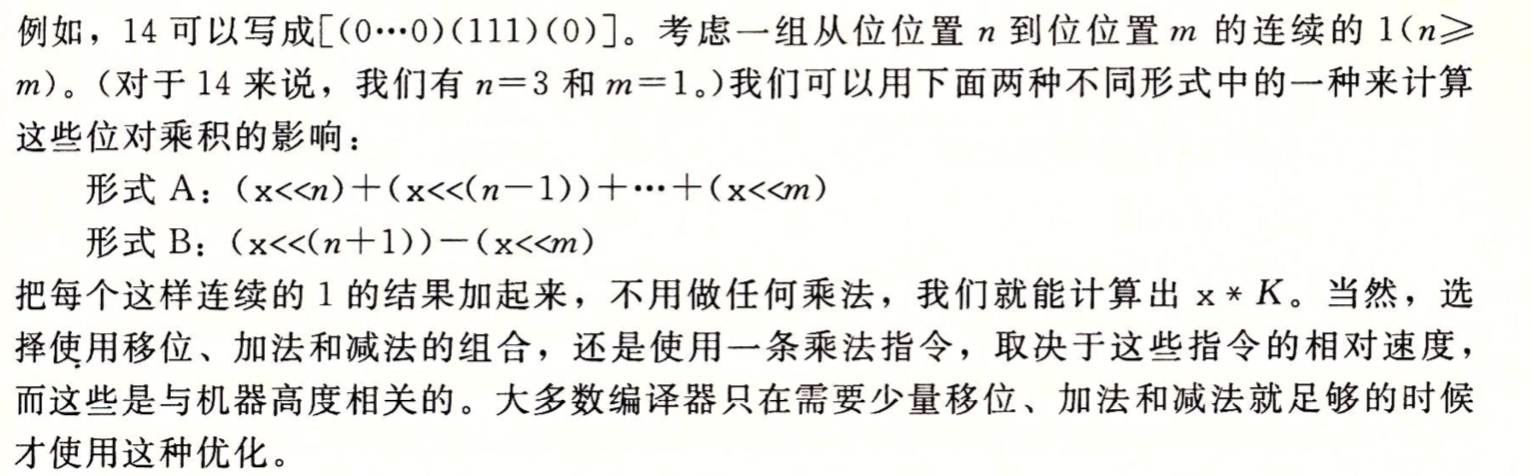 例如，14 可以写成[(0…0)(111)(0)]。考虑一组从位位置 n 到位位置 m 的连续的 1(n≥
m)。(对于 14 来说，我们有 n=3 和 m=1。)我们可以用下面两种不同形式中的一种来计算
这些位对乘积的影响：
形式 A：(x<<n)+(x<<(n-1))+…+(x<<m)
形式 B：(x<<(n+1))-(x<<m)
把每个这样连续的 1 的结果加起来，不用做任何乘法，我们就能计算出 x * K。当然，选
择使用移位、加法和减法的组合，还是使用一条乘法指令，取决于这些指令的相对速度，
而这些是与机器高度相关的。大多数编译器只在需要少量移位、加法和减法就足够的时候
才使用这种优化。